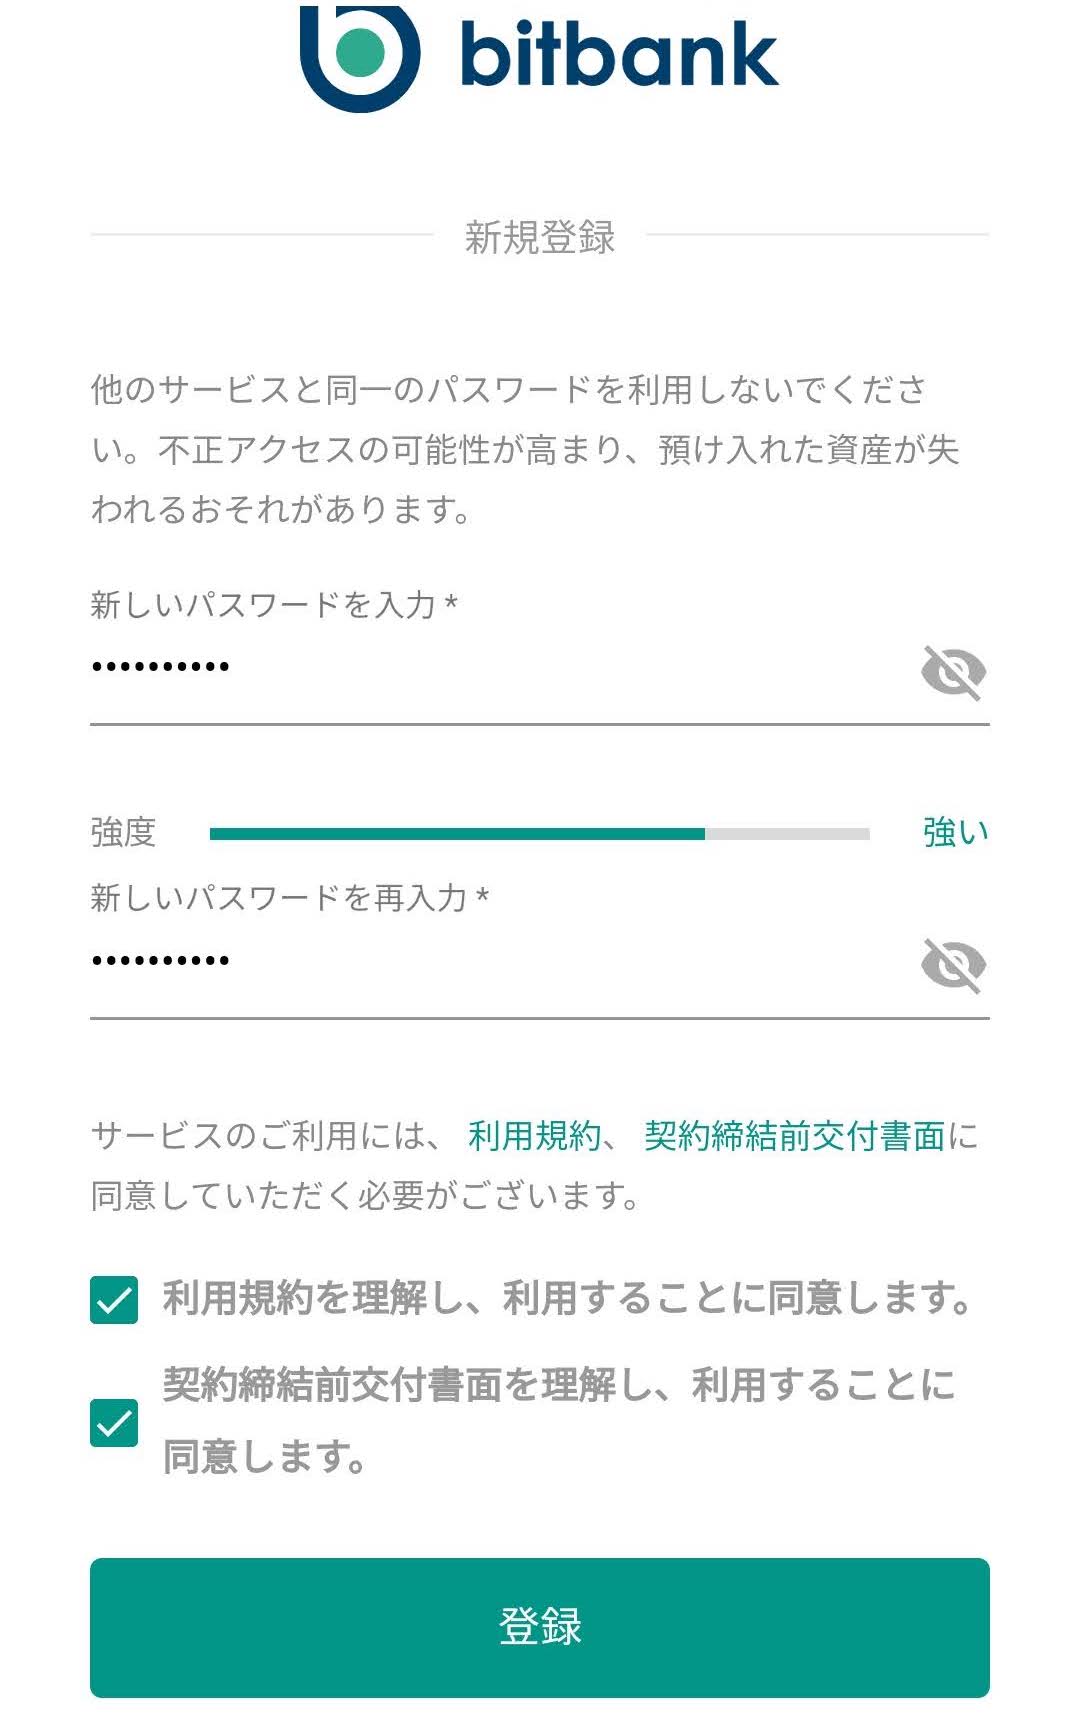 bitbank
新規登録
他のサービスと同一のパスワードを利用しないでくださ
い。不正アクセスの可能性が高まり、預け入れた資産が失
われるおそれがあります。
新しいパスワードを入力 *
••••••••••
強度 強い
新しいパスワードを再入力 *
••••••••••
サービスのご利用には、 利用規約、 契約締結前交付書面に
同意していただく必要がございます。
利用規約を理解し、利用することに同意します。
契約締結前交付書面を理解し、利用することに
同意します。
登録